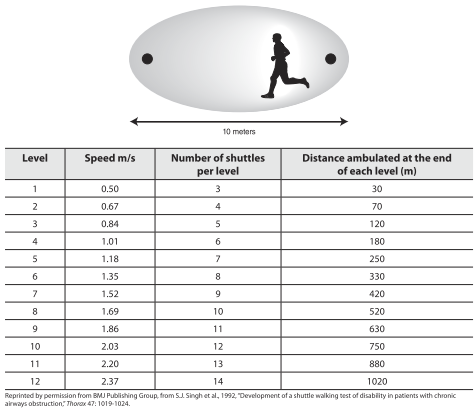 10 meters
Level Speed m/s Number of shuttles per level Distance ambulated at the end of each level (m)
1 0.50 3 30
2 0.67 4 70
3 0.84 5 120
4 1.01 6 180
5 1.18 7 250
6 1.35 8 330
7 1.52 9 420
8 1.69 10 520
9 1.86 11 630
10 2.03 12 750
11 2.20 13 880
12 2.37 14 1020
Reprinted by permission from BMJ Publishing Group, from S.J. Singh et al., 1992, “Development of a shuttle walking test of disability in patients with chronic
airways obstruction,” Thorax 47: 1019-1024.